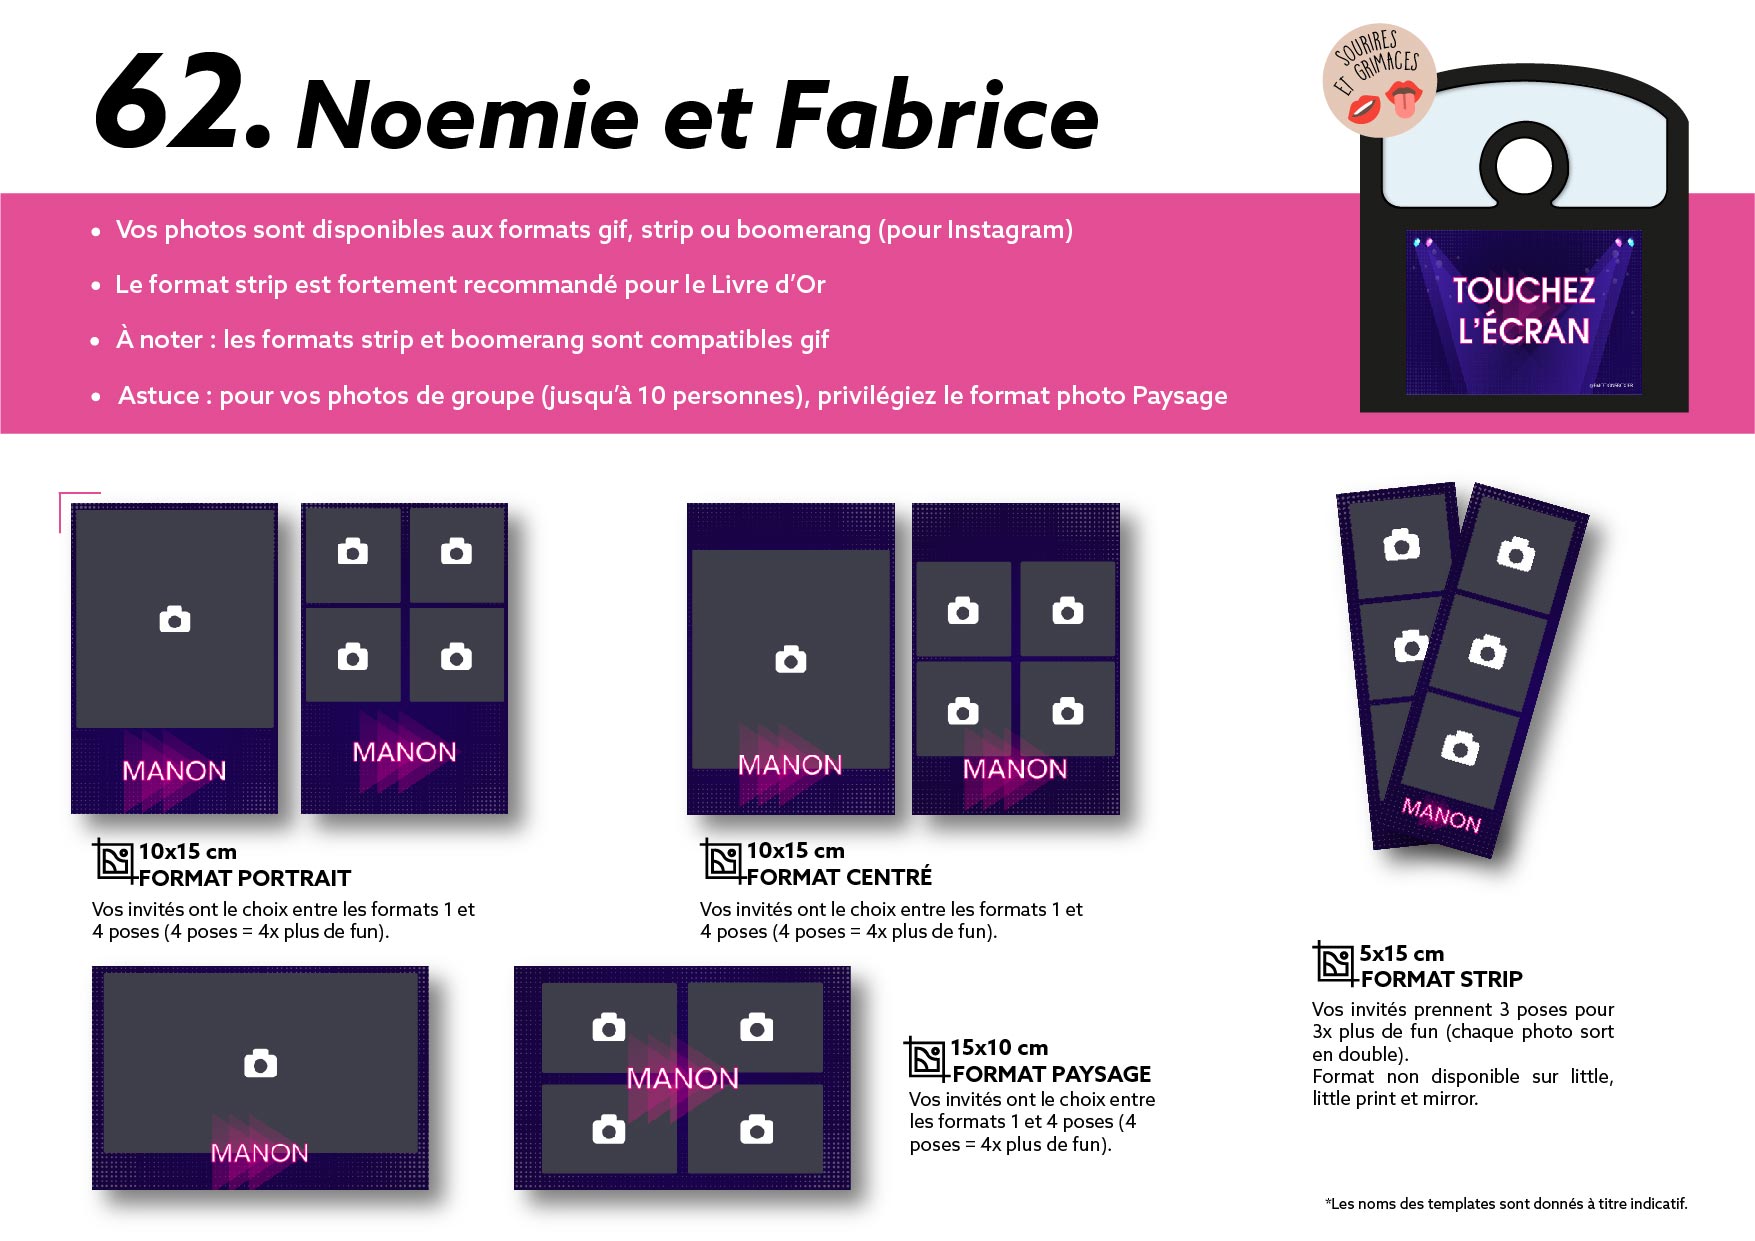 62. Noemie et Fabrice
SOURIRES
ET GRIMACES
• Vos photos sont disponibles aux formats gif, strip ou boomerang (pour Instagram)
• Le format strip est fortement recommandé pour le Livre d’Or
• À noter : les formats strip et boomerang sont compatibles gif
• Astuce : pour vos photos de groupe (jusqu’à 10 personnes), privilégiez le format photo Paysage
TOUCHEZ
L’ÉCRAN
MANON
MANON
10x15 cm
FORMAT PORTRAIT
Vos invités ont le choix entre les formats 1 et
4 poses (4 poses = 4x plus de fun).
MANON
MANON
10x15 cm
FORMAT CENTRÉ
Vos invités ont le choix entre les formats 1 et
4 poses (4 poses = 4x plus de fun).
MANON
5x15 cm
FORMAT STRIP
Vos invités prennent 3 poses pour
3x plus de fun (chaque photo sort
en double).
Format non disponible sur little,
little print et mirror.
MANON
MANON
15x10 cm
FORMAT PAYSAGE
Vos invités ont le choix entre
les formats 1 et 4 poses (4
poses = 4x plus de fun).
*Les noms des templates sont donnés à titre indicatif.